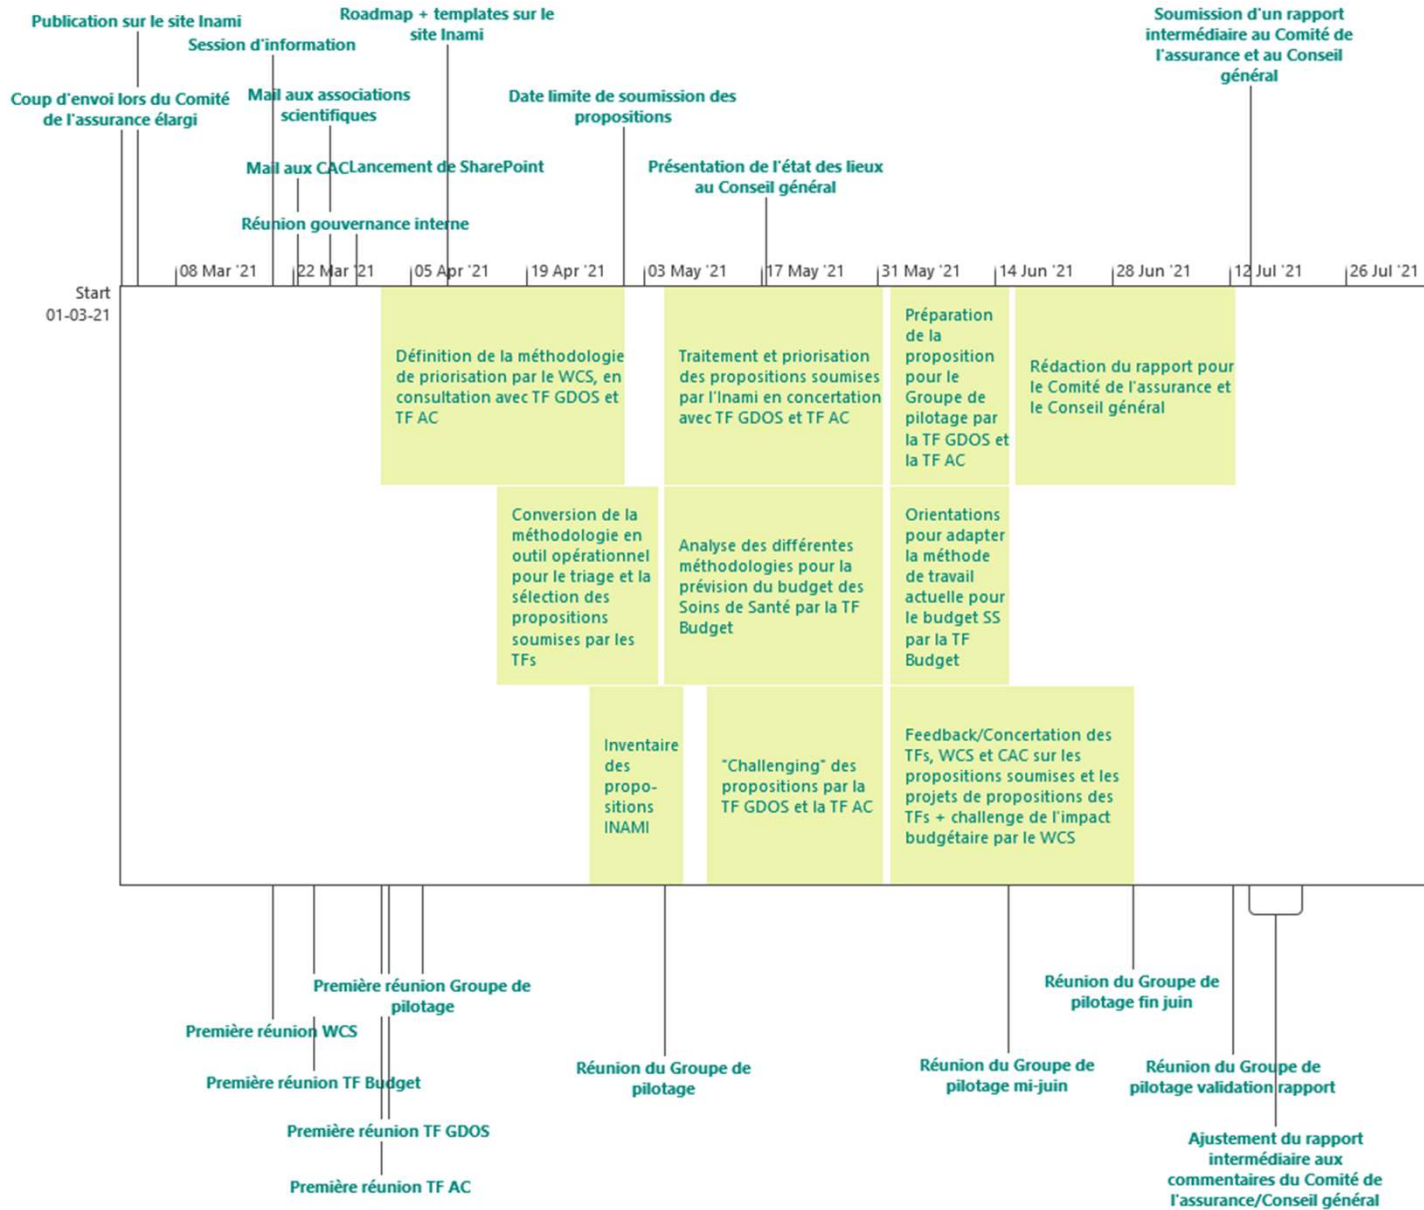 Publication sur le site Inami
Session d'information
Roadmap + templates sur le
site Inami
Soumission d'un rapport
intermédiaire au Comité de
l'assurance et au Conseil
général
Coup d'envoi lors du Comité
de l'assurance élargi
Mail aux associations
scientifiques
Date limite de soumission des
propositions
Mail aux CAC
Lancement de SharePoint
Présentation de l'état des lieux
au Conseil général
Réunion gouvernance interne
08 Mar '21
22 Mar '21
05 Apr '21
19 Apr '21
03 May '21
17 May '21
31 May '21
14 Jun '21
28 Jun '21
12 Jul '21
26 Jul '21
Start
01-03-21
Définition de la méthodologie
de priorisation par le WCS, en
consultation avec TF GDOS et
TF AC
Traitement et priorisation
des propositions soumises
par l'Inami en concertation
avec TF GDOS et TF AC
Préparation
de la
proposition
pour le
Groupe de
pilotage par
la TF GDOS et
la TF AC
Rédaction du rapport pour
le Comité de l'assurance et
le Conseil général
Conversion de la
méthodologie en
outil opérationnel
pour le triage et la
sélection des
propositions
soumises par les
TFs
Analyse des différentes
méthodologies pour la
prévision du budget des
Soins de Santé par la TF
Budget
Orientations
pour adapter
la méthode
de travail
actuelle pour
le budget SS
par la TF
Budget
Inventaire
des
propo-
sitions
INAMI
"Challenging" des
propositions par la
TF GDOS et la TF AC
Feedback/Concertation des
TFs, WCS et CAC sur les
propositions soumises et les
projets de propositions des
TFs + challenge de l'impact
budgétaire par le WCS
Première réunion Groupe de
pilotage
Première réunion WCS
Première réunion TF Budget
Première réunion TF GDOS
Première réunion TF AC
Réunion du Groupe de
pilotage
Réunion du Groupe de
pilotage mi-juin
Réunion du Groupe de
pilotage fin juin
Réunion du Groupe de
pilotage validation rapport
Ajustement du rapport
intermédiaire aux
commentaires du Comité de
l'assurance/Conseil général